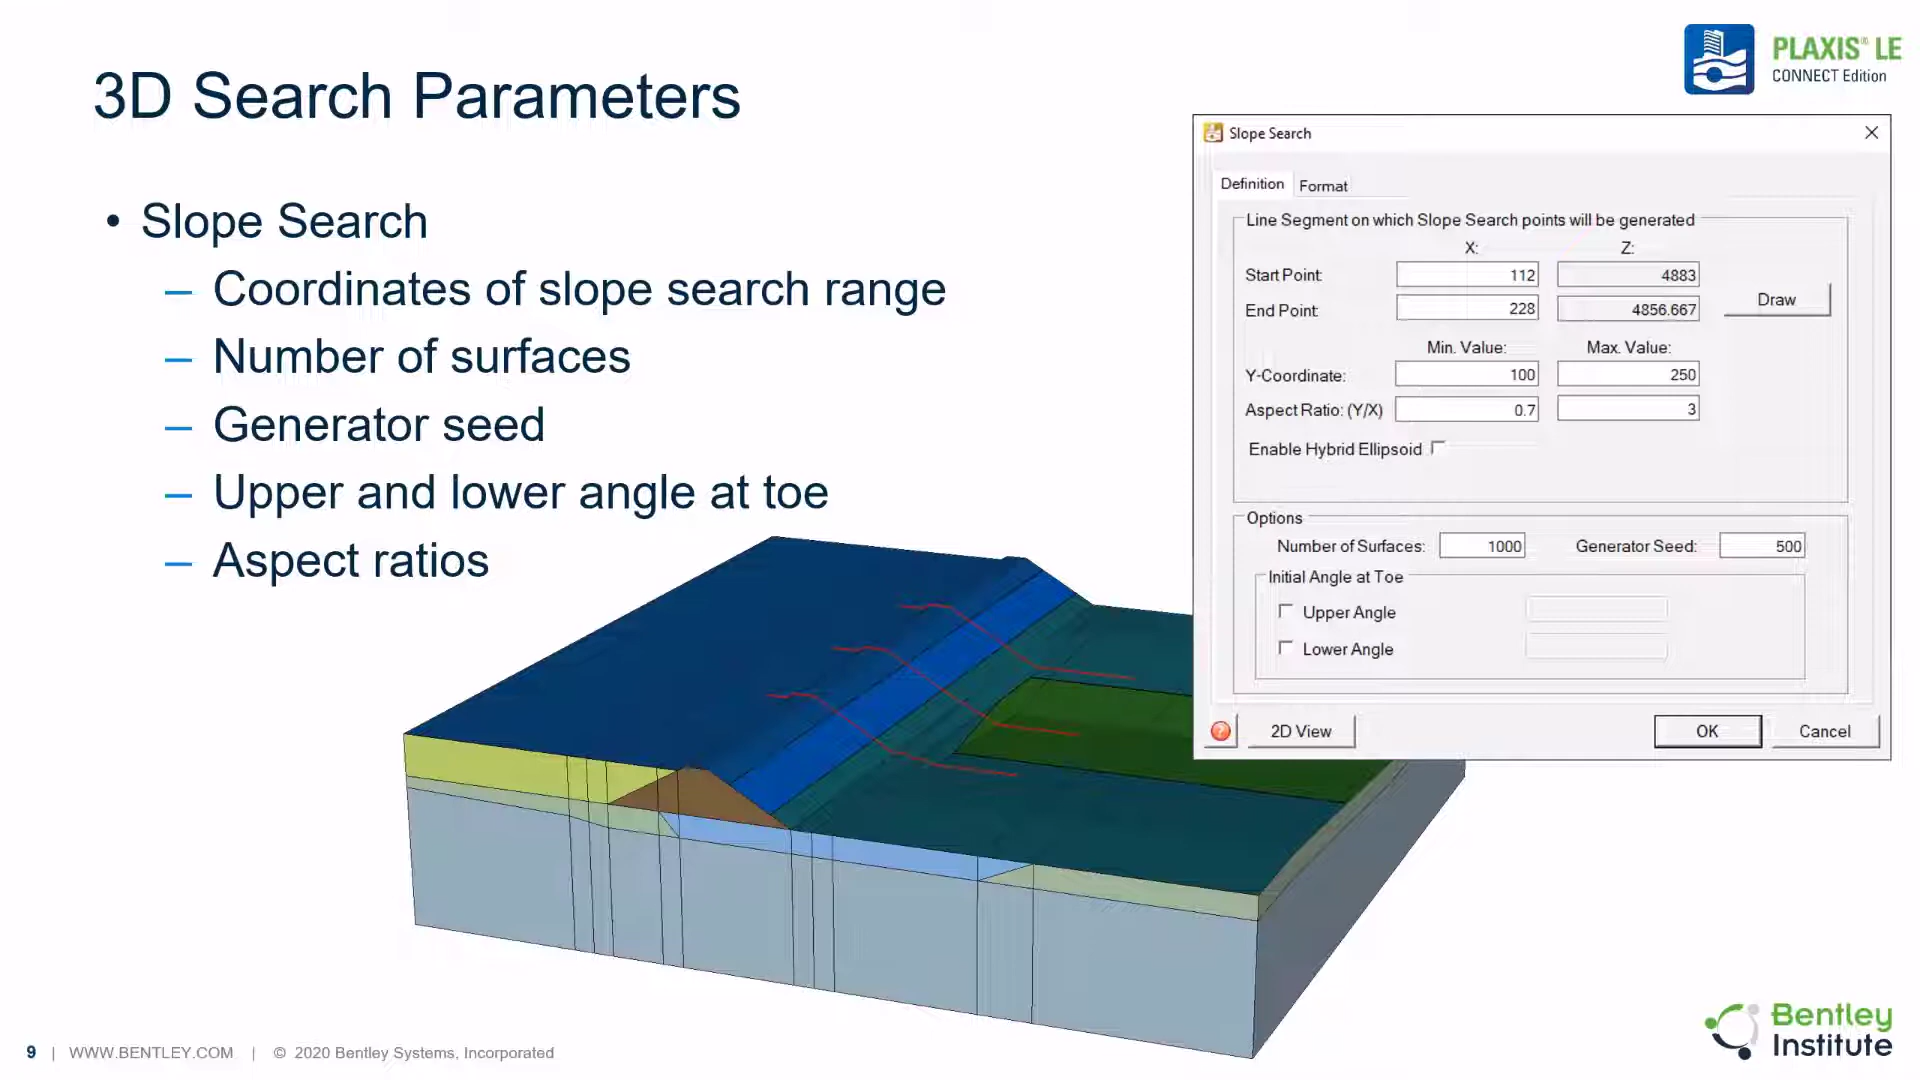 PLAXIS® LE
CONNECT Edition
3D Search Parameters
• Slope Search
– Coordinates of slope search range
– Number of surfaces
– Generator seed
– Upper and lower angle at toe
– Aspect ratios
Slope Search
Definition Format
Line Segment on which Slope Search points will be generated
X: Z:
Start Point: 112 4883
End Point: 228 4856.667
Draw
Min. Value: Max. Value:
Y-Coordinate: 100 250
Aspect Ratio: (Y/X) 0.7 3
Enable Hybrid Ellipsoid
Options
Number of Surfaces: 1000 Generator Seed: 500
Initial Angle at Toe
Upper Angle
Lower Angle
2D View OK Cancel
9 | WWW.BENTLEY.COM | © 2020 Bentley Systems, Incorporated
Bentley
Institute